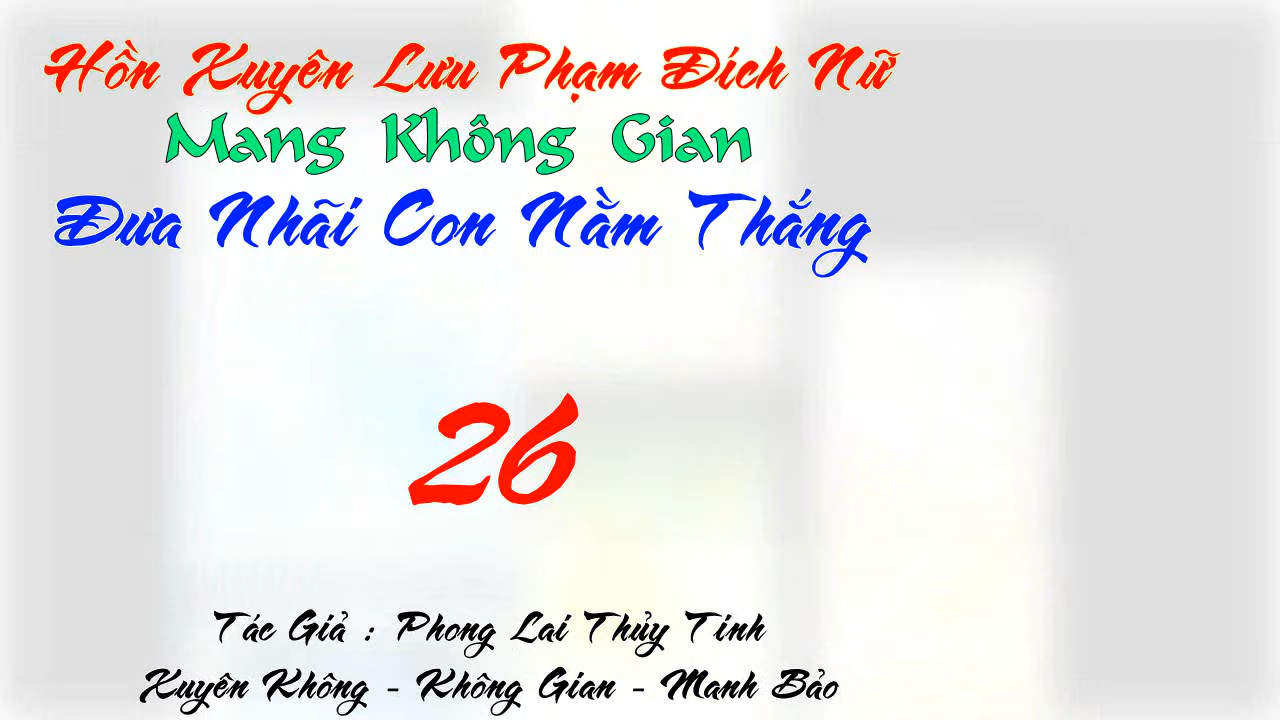 Hồn Xuyên Lưu Phạm Đích Nữ
Mang Không Gian
Đưa Nhãi Con Nằm Thắng
26
Tác Giả : Phong Lai Thủy Tinh
Xuyên Không - Không Gian - Manh Bảo